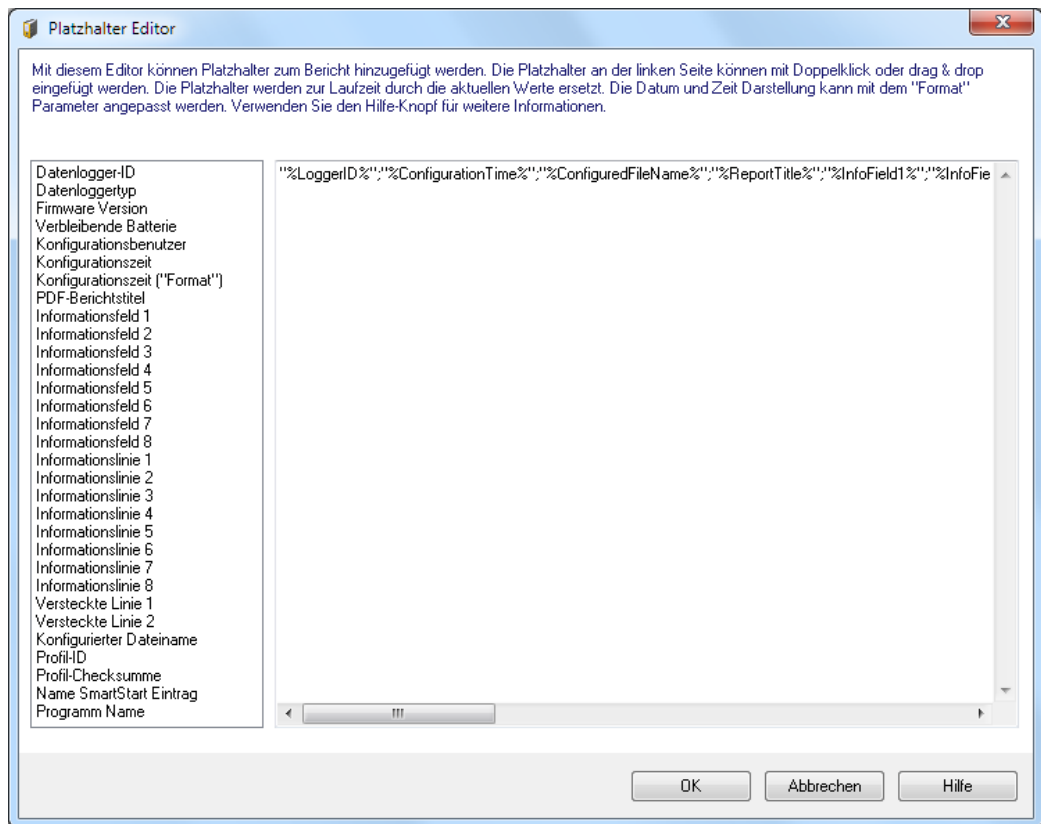 Platzhalter Editor
Mit diesem Editor können Platzhalter zum Bericht hinzugefügt werden. Die Platzhalter an der linken Seite können mit Doppelklick oder drag & drop
eingefügt werden. Die Platzhalter werden zur Laufzeit durch die aktuellen Werte ersetzt. Die Datum und Zeit Darstellung kann mit dem "Format"
Parameter angepasst werden. Verwenden Sie den Hilfe-Knopf für weitere Informationen.
Datenlogger-ID
Datenloggertyp
Firmware Version
Verbleibende Batterie
Konfigurationsbenutzer
Konfigurationszeit
Konfigurationszeit ("Format")
PDF-Berichtstitel
Informationsfeld 1
Informationsfeld 2
Informationsfeld 3
Informationsfeld 4
Informationsfeld 5
Informationsfeld 6
Informationsfeld 7
Informationsfeld 8
Informationslinie 1
Informationslinie 2
Informationslinie 3
Informationslinie 4
Informationslinie 5
Informationslinie 6
Informationslinie 7
Informationslinie 8
Versteckte Linie 1
Versteckte Linie 2
Konfigurierter Dateiname
Profil-ID
Profil-Checksumme
Name SmartStart Eintrag
Programm Name
"%LoggerID%";"%ConfigurationTime%";"%ConfiguredFileName%";"%ReportTitle%";"%InfoField1%";"%InfoFie
OK
Abbrechen
Hilfe